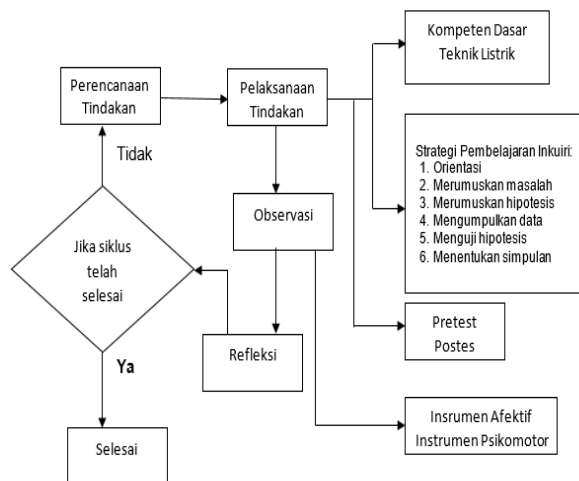 Kompeten Dasar
Teknik Listrik
Perencanaan
Tindakan
Pelaksanaan
Tindakan
Tidak
Strategi Pembelajaran Inkuiri:
1. Orientasi
2. Merumuskan masalah
3. Merumuskan hipotesis
4. Mengumpulkan data
5. Menguji hipotesis
6. Menentukan simpulan
Observasi
Jika siklus
telah
selesai
Refleksi
Pretest
Postes
Ya
Insrumen Afektif
Instrumen Psikomotor
Selesai